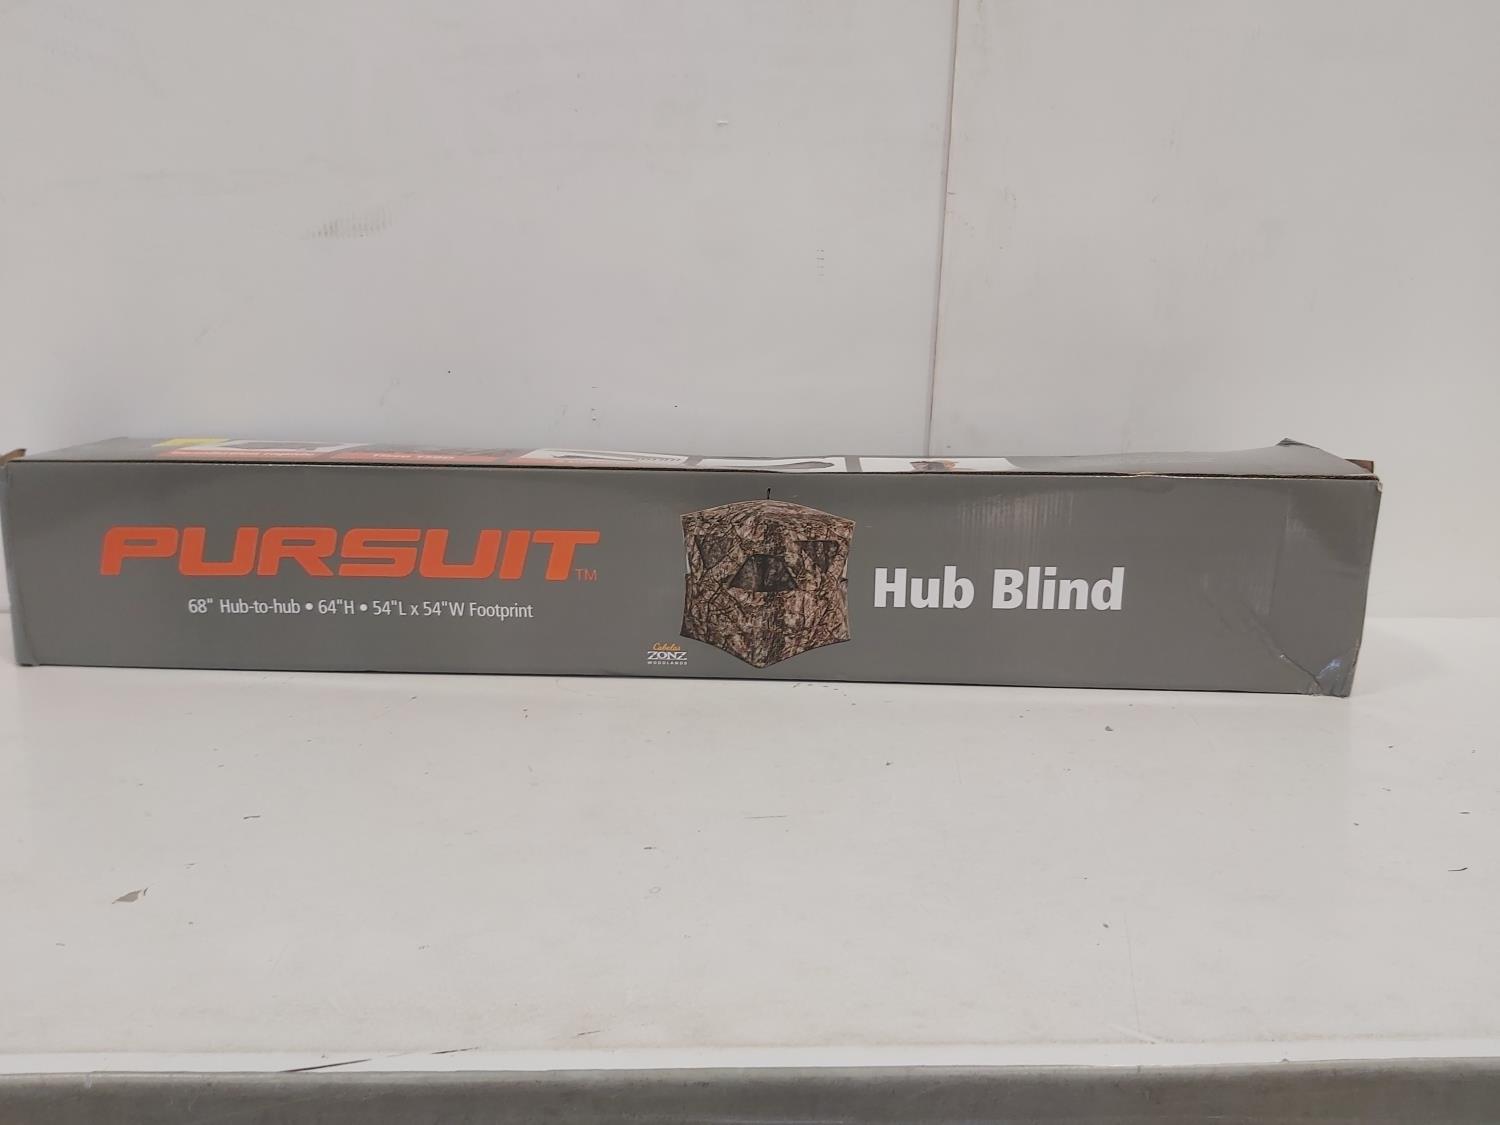 PURSUIT™
68" Hub-to-hub • 64"H • 54"L x 54"W Footprint
Cabela's
ZONZ
WOODLANDS
Hub Blind